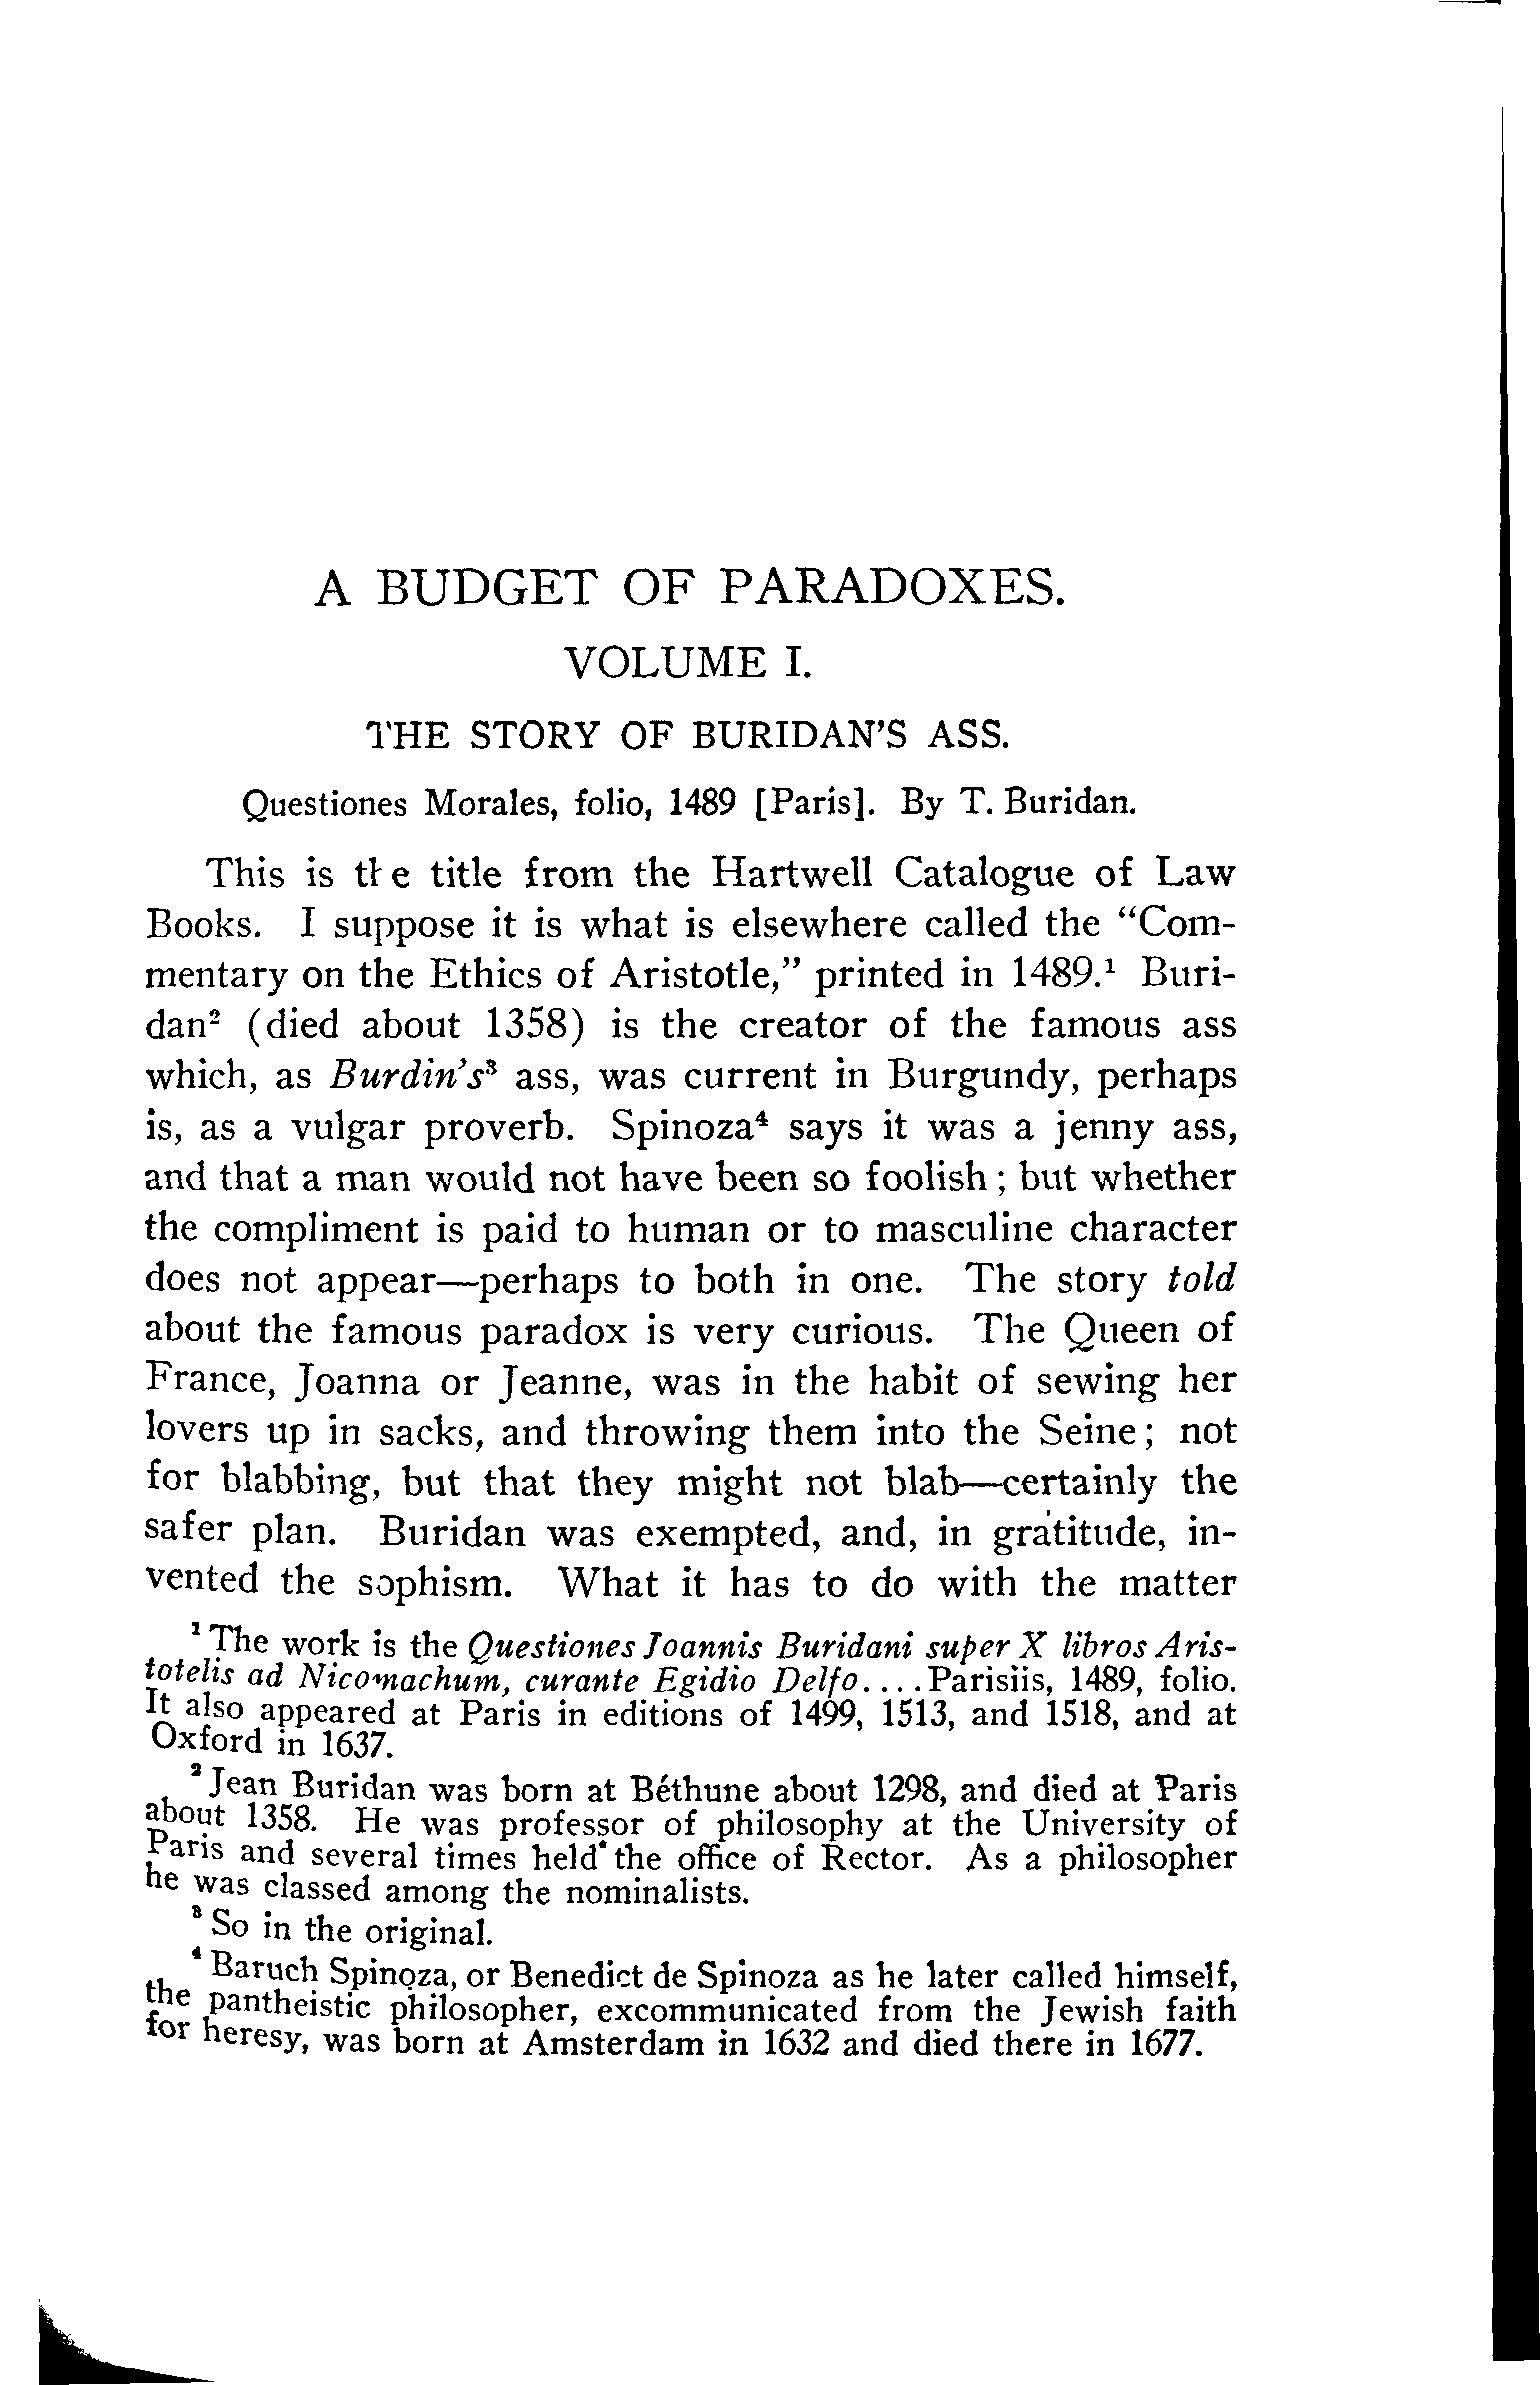 A BUDGET OF PARADOXES.
VOLUME I.
THE STORY OF BURIDAN'S ASS.
Questiones Morales, folio, 1489 [Paris]. By T. Buridan.
This is the title from the Hartwell Catalogue of Law
Books. I suppose it is what is elsewhere called the “Com-
mentary on the Ethics of Aristotle,” printed in 1489.¹ Buri-
dan² (died about 1358) is the creator of the famous ass
which, as Burdin's³ ass, was current in Burgundy, perhaps
is, as a vulgar proverb. Spinoza⁴ says it was a jenny ass,
and that a man would not have been so foolish; but whether
the compliment is paid to human or to masculine character
does not appear—perhaps to both in one. The story told
about the famous paradox is very curious. The Queen of
France, Joanna or Jeanne, was in the habit of sewing her
lovers up in sacks, and throwing them into the Seine; not
for blabbing, but that they might not blab—certainly the
safer plan. Buridan was exempted, and, in gratitude, in-
vented the sophism. What it has to do with the matter
¹ The work is the Questiones Joannis Buridani super X libros Aris-
totelis ad Nicomachum, curante Egidio Delfo....Parisiis, 1489, folio.
It also appeared at Paris in editions of 1499, 1513, and 1518, and at
Oxford in 1637.
² Jean Buridan was born at Béthune about 1298, and died at Paris
about 1358. He was professor of philosophy at the University of
Paris and several times held the office of Rector. As a philosopher
he was classed among the nominalists.
³ So in the original.
⁴ Baruch Spinoza, or Benedict de Spinoza as he later called himself,
the pantheistic philosopher, excommunicated from the Jewish faith
for heresy, was born at Amsterdam in 1632 and died there in 1677.